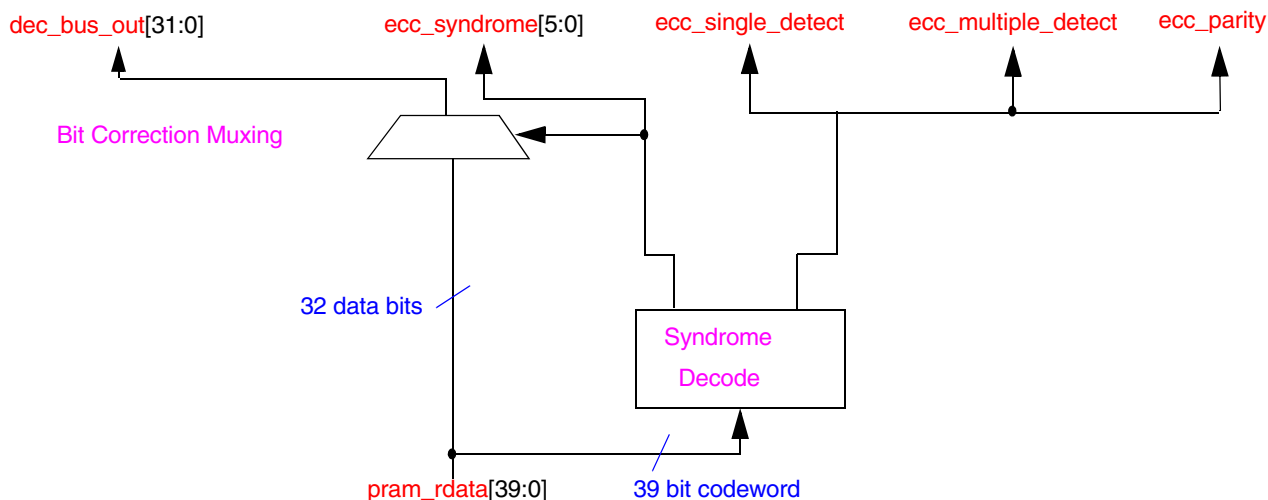 dec_bus_out[31:0]
ecc_syndrome[5:0]
ecc_single_detect
ecc_multiple_detect
ecc_parity
Bit Correction Muxing
32 data bits
Syndrome
Decode
pram_rdata[39:0]
39 bit codeword